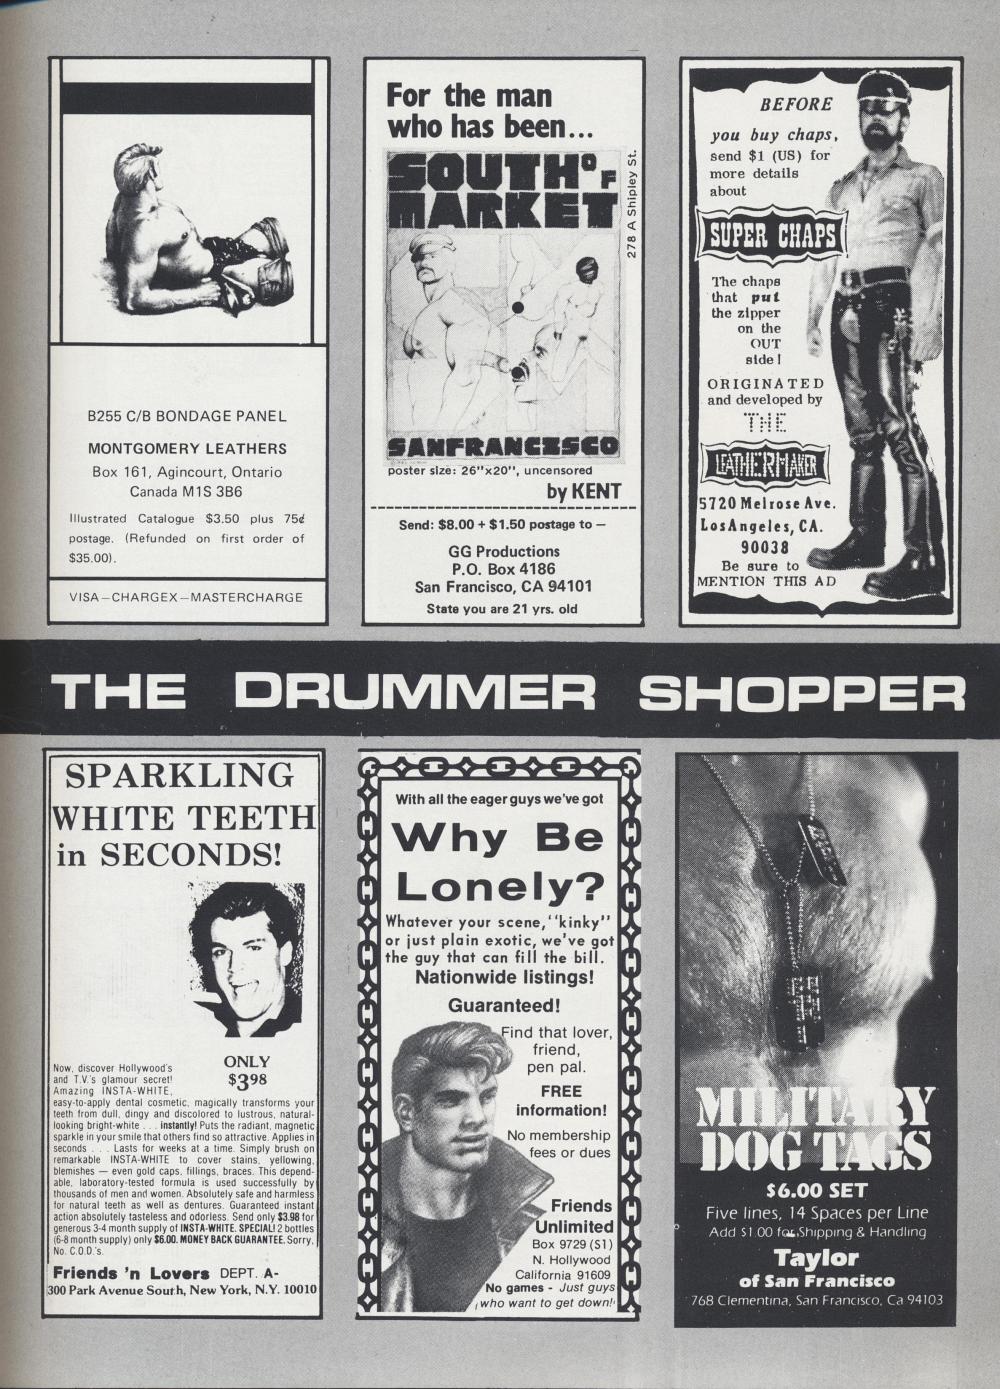 B255 C/B BONDAGE PANEL
MONTGOMERY LEATHERS
Box 161, Agincourt, Ontario
Canada M1S 3B6
Illustrated Catalogue $3.50 plus 75¢
postage. (Refunded on first order of
$35.00).
VISA—CHARGEX—MASTERCHARGE
For the man
who has been...
SOUTH OF
MARKET
278 A Shipley St.
SANFRANCISCO
poster size: 26"x20", uncensored
by KENT
Send: $8.00 + $1.50 postage to —
GG Productions
P.O. Box 4186
San Francisco, CA 94101
State you are 21 yrs. old
BEFORE
you buy chaps,
send $1 (US) for
more details
about
SUPER CHAPS
The chaps
that put
the zipper
on the
OUT
side!
ORIGINATED
and developed by
THE
LEATHERMAKER
5720 Melrose Ave.
Los Angeles, CA.
90038
Be sure to
MENTION THIS AD
THE DRUMMER SHOPPER
SPARKLING
WHITE TEETH
in SECONDS!
ONLY
$3 98
Now, discover Hollywood's
and T.V.'s glamour secret!
Amazing INSTA-WHITE,
easy-to-apply dental cosmetic, magically transforms your
teeth from dull, dingy and discolored to lustrous, natural-
looking bright-white . . . instantly! Puts the radiant, magnetic
sparkle in your smile that others find so attractive. Applies in
seconds . . . Lasts for weeks at a time. Simply brush on
remarkable INSTA-WHITE to cover stains, yellowing,
blemishes — even gold caps, fillings, braces. This depend-
able, laboratory-tested formula is used successfully by
thousands of men and women. Absolutely safe and harmless
for natural teeth as well as dentures. Guaranteed instant
action absolutely tasteless and odorless. Send only $3.98 for
generous 3-4 month supply of INSTA-WHITE. SPECIAL! 2 bottles
(6-8 month supply) only $6.00. MONEY BACK GUARANTEE. Sorry,
No. C.O.D.'s.
Friends 'n Lovers DEPT. A-
300 Park Avenue South, New York, N.Y. 10010
With all the eager guys we've got
Why Be
Lonely?
Whatever your scene, "kinky"
or just plain exotic, we've got
the guy that can fill the bill.
Nationwide listings!
Guaranteed!
Find that lover,
friend,
pen pal.
FREE
information!
No membership
fees or dues
Friends
Unlimited
Box 9729 (S1)
N. Hollywood
California 91609
No games - Just guys
who want to get down!
MILITARY
DOG TAGS
$6.00 SET
Five lines, 14 Spaces per Line
Add $1.00 for Shipping & Handling
Taylor
of San Francisco
768 Clementina, San Francisco, Ca 94103